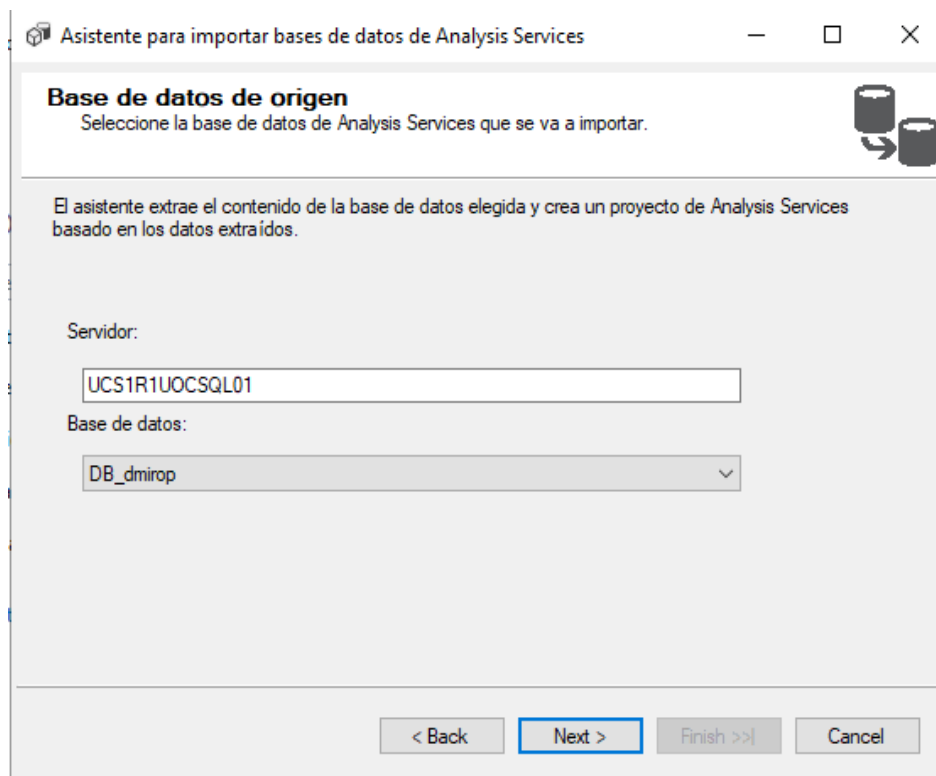 Asistente para importar bases de datos de Analysis Services
Base de datos de origen
Seleccione la base de datos de Analysis Services que se va a importar.
El asistente extrae el contenido de la base de datos elegida y crea un proyecto de Analysis Services
basado en los datos extraídos.
Servidor:
UCS1R1UOCSQL01
Base de datos:
DB_dmirop
< Back
Next >
Finish >>|
Cancel